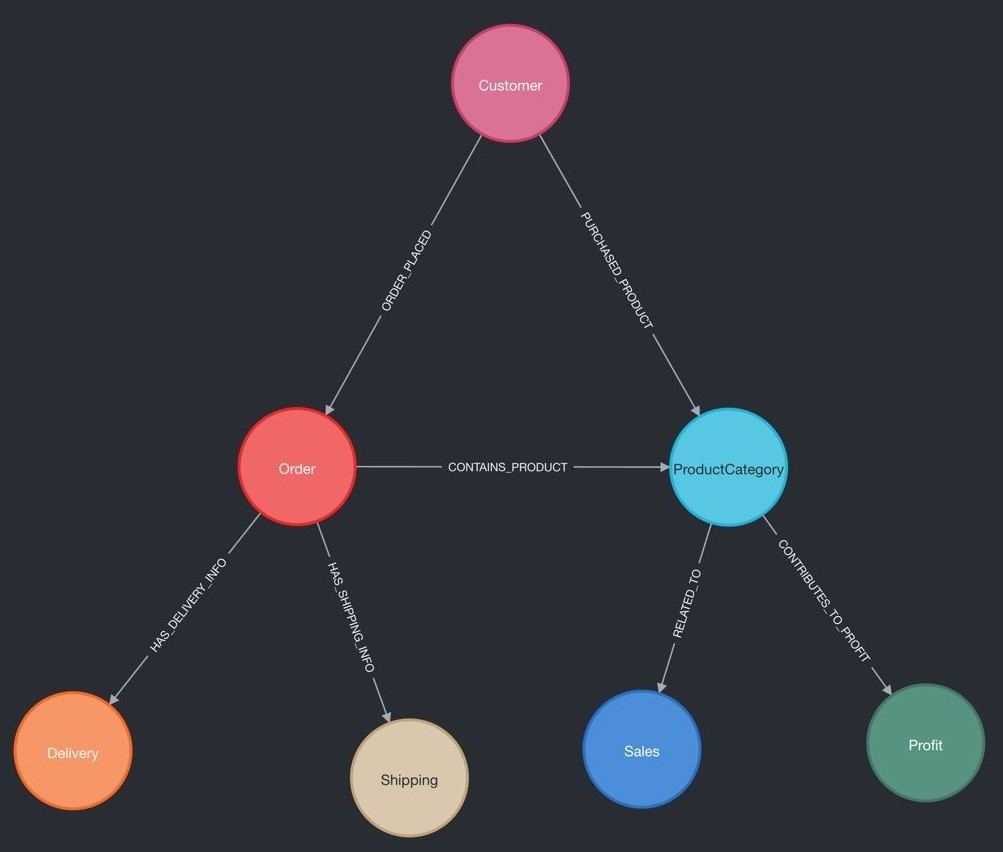 Customer
ORDER_PLACED
PURCHASED_PRODUCT
Order
CONTAINS_PRODUCT
ProductCategory
HAS_DELIVERY_INFO
HAS_SHIPPING_INFO
RELATED_TO
CONTRIBUTES_TO_PROFIT
Delivery
Shipping
Sales
Profit